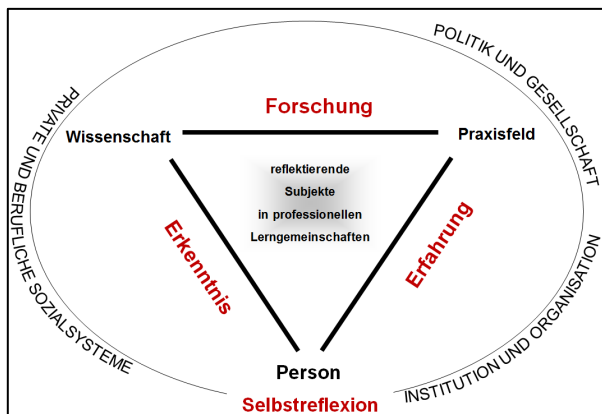 POLITIK UND GESELLSCHAFT
PRIVATE UND BERUFLICHE SOZIALSYSTEME
Forschung
Wissenschaft
Praxisfeld
reflektierende
Subjekte
in professionellen
Lerngemeinschaften
Erkenntnis
Erfahrung
INSTITUTION UND ORGANISATION
Person
Selbstreflexion